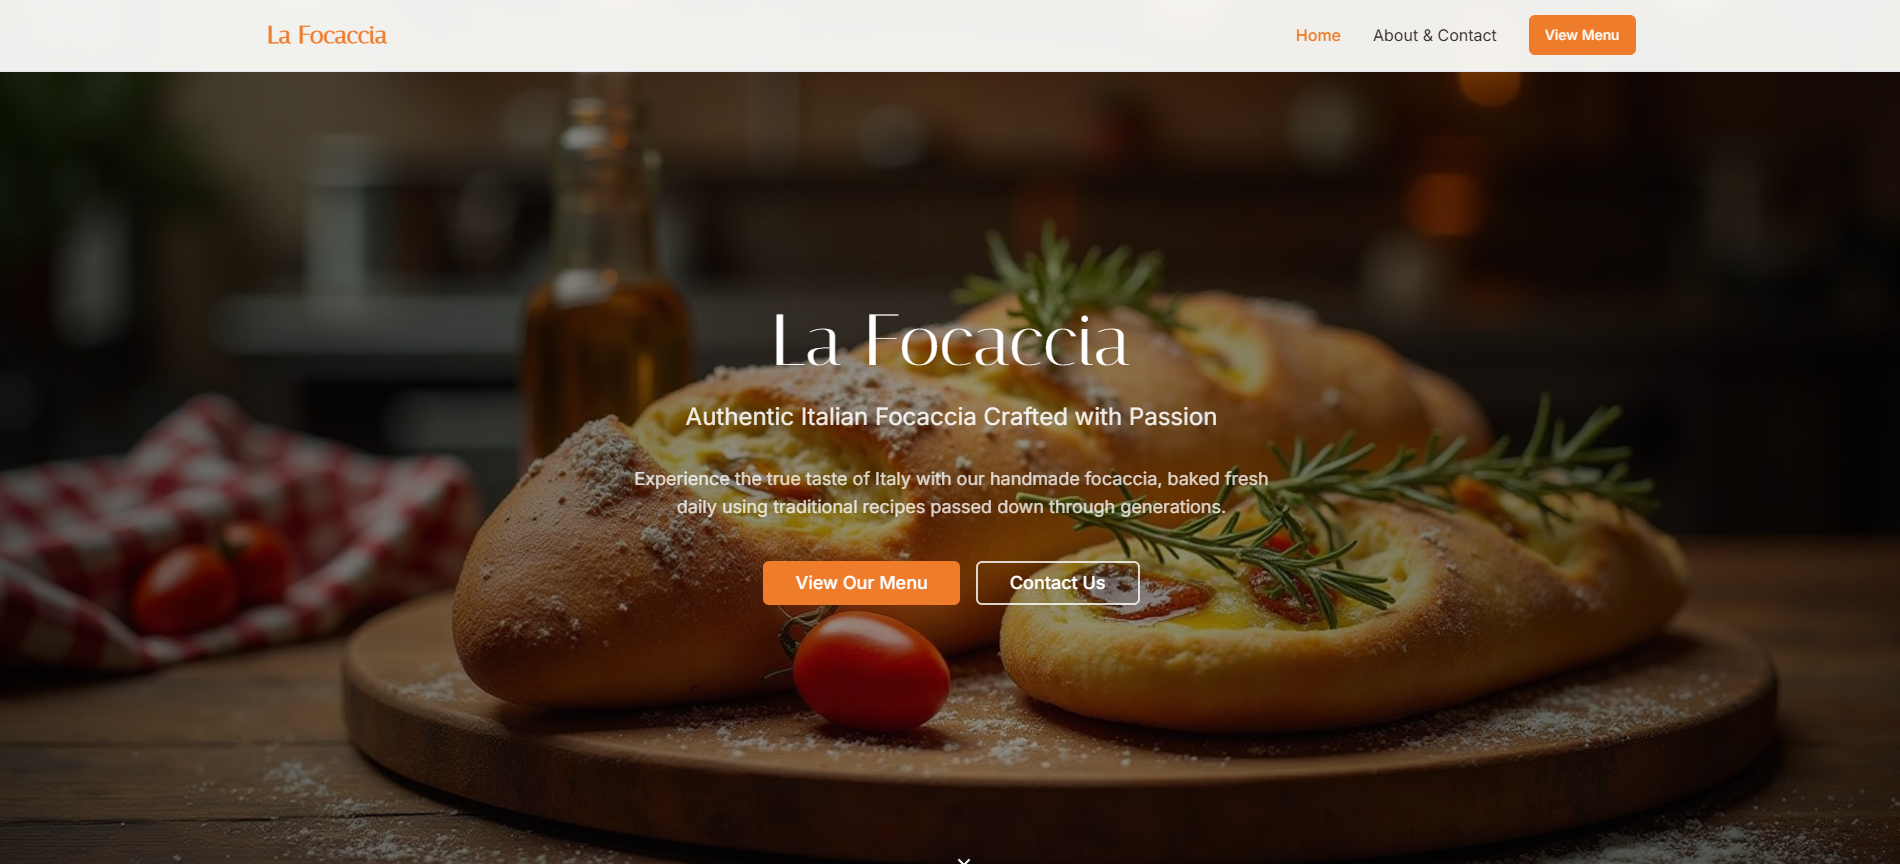 La Focaccia
Home
About & Contact
View Menu
La Focaccia
Authentic Italian Focaccia Crafted with Passion
Experience the true taste of Italy with our handmade focaccia, baked fresh
daily using traditional recipes passed down through generations.
View Our Menu
Contact Us